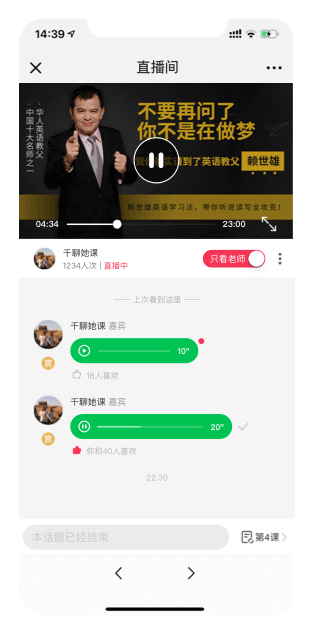 14:39
直播间
·华人英语教父
·中国十大名师之一
不要再问了
你不是在做梦
到了英语教父 赖世雄
赖世雄英语学习法，带你听说读写全攻克！
04:34 23:00
千聊她课
1234人次 | 直播中
只看老师
上次看到这里
千聊她课 嘉宾
10"
赏
18人喜欢
千聊她课 嘉宾
20"
赏
你和40人喜欢
22:30
本话题已经结束
第4课